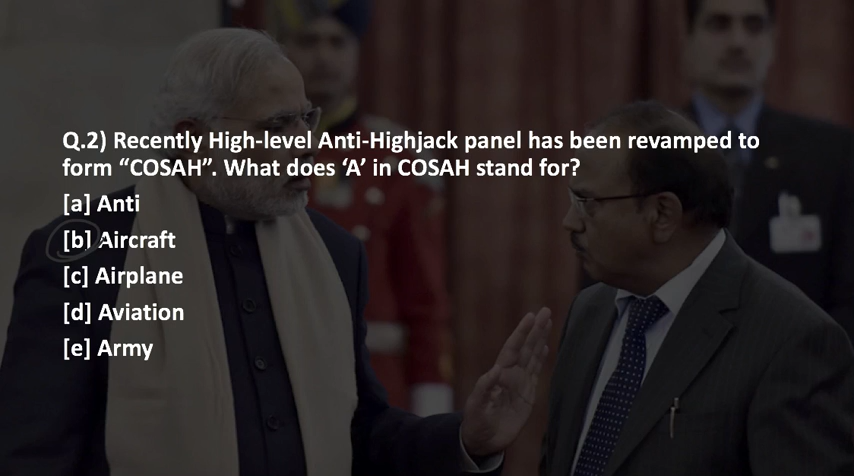 Q.2) Recently High-level Anti-Highjack panel has been revamped to
form “COSAH”. What does ‘A’ in COSAH stand for?
[a] Anti
[b] Aircraft
[c] Airplane
[d] Aviation
[e] Army